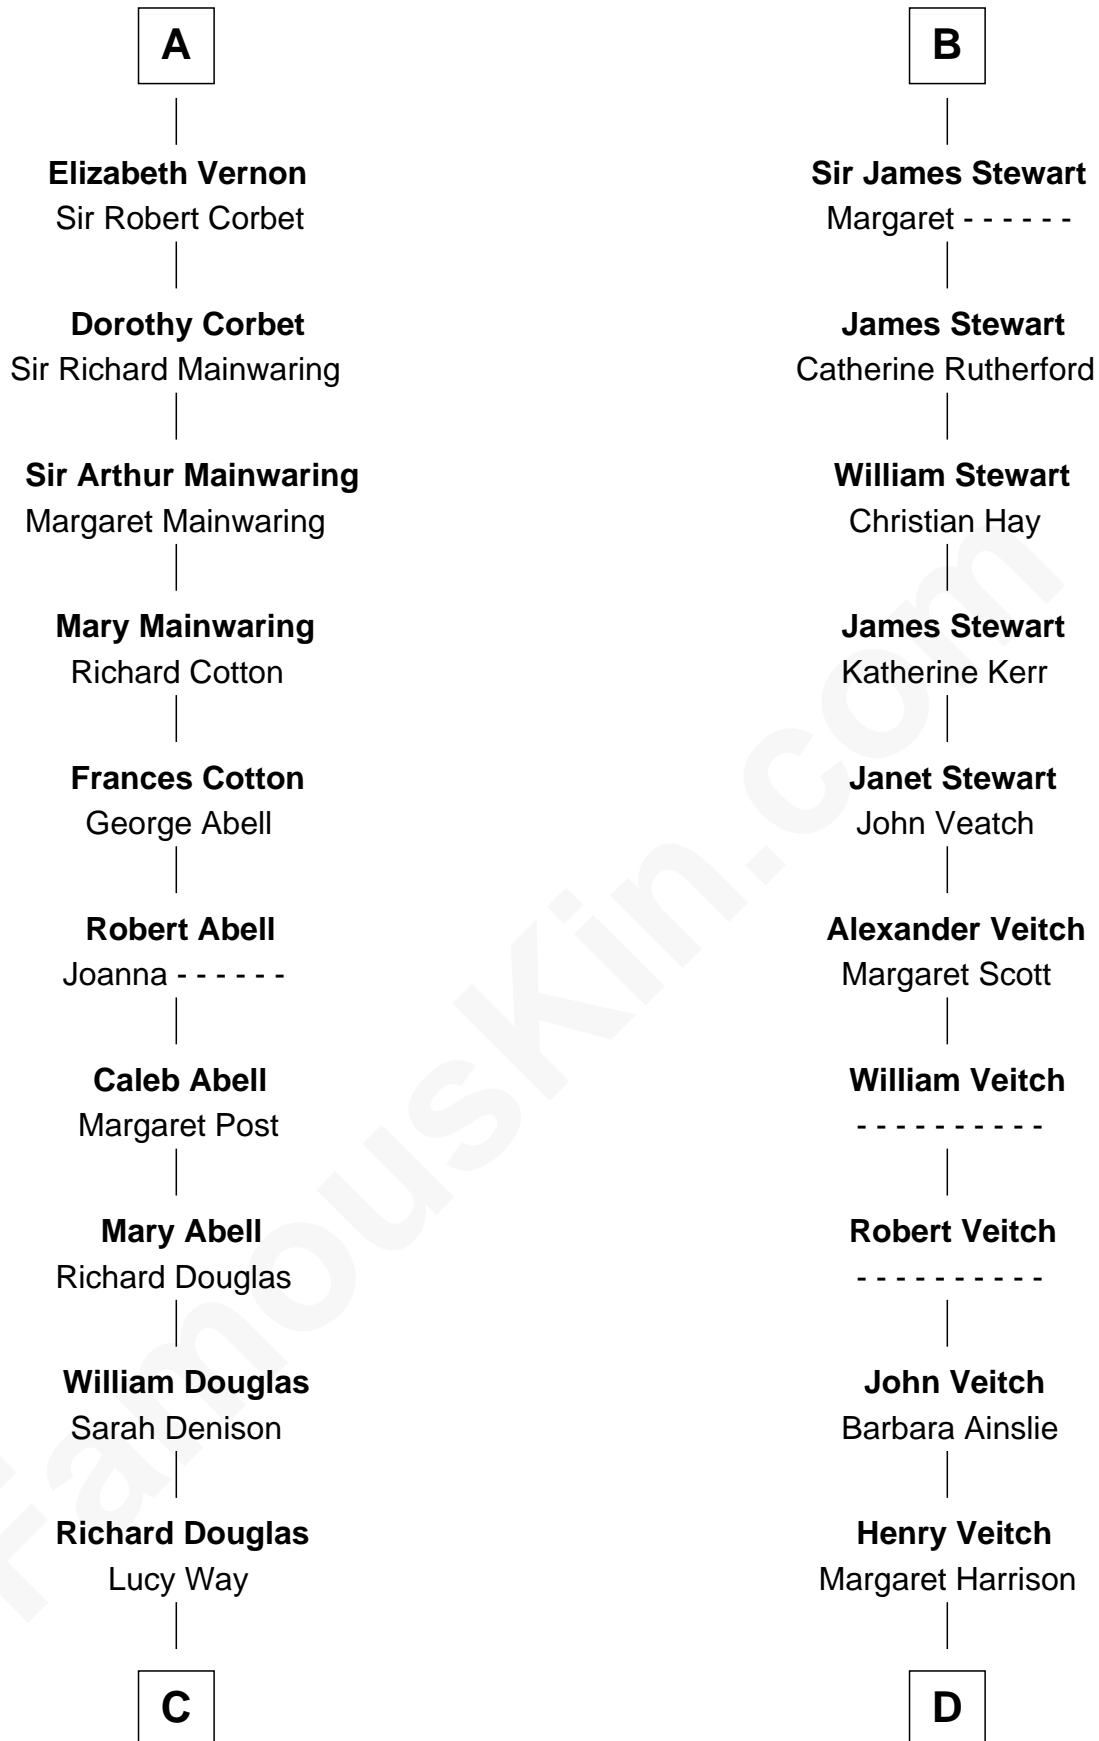 A
Elizabeth Vernon
Sir Robert Corbet
Dorothy Corbet
Sir Richard Mainwaring
Sir Arthur Mainwaring
Margaret Mainwaring
Mary Mainwaring
Richard Cotton
Frances Cotton
George Abell
Robert Abell
Joanna - - - - - -
Caleb Abell
Margaret Post
Mary Abell
Richard Douglas
William Douglas
Sarah Denison
Richard Douglas
Lucy Way
C
B
Sir James Stewart
Margaret - - - - - -
James Stewart
Catherine Rutherford
William Stewart
Christian Hay
James Stewart
Katherine Kerr
Janet Stewart
John Veatch
Alexander Veitch
Margaret Scott
William Veitch
- - - - - - - - - -
Robert Veitch
- - - - - - - - - -
John Veitch
Barbara Ainslie
Henry Veitch
Margaret Harrison
D
FamousKin.com